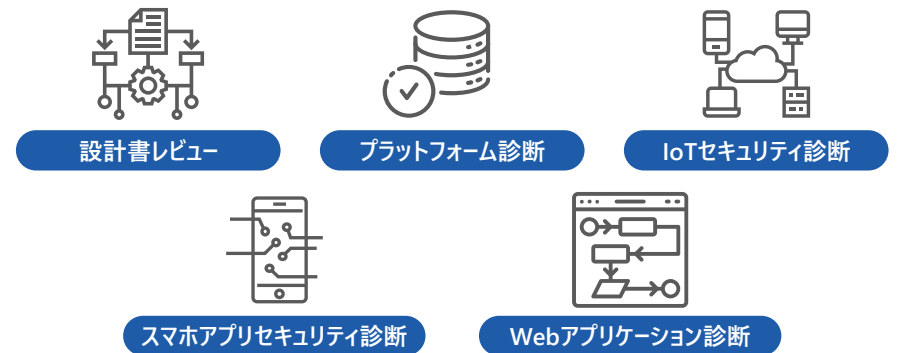 設計書レビュー
プラットフォーム診断
IoTセキュリティ診断
スマホアプリセキュリティ診断
Webアプリケーション診断